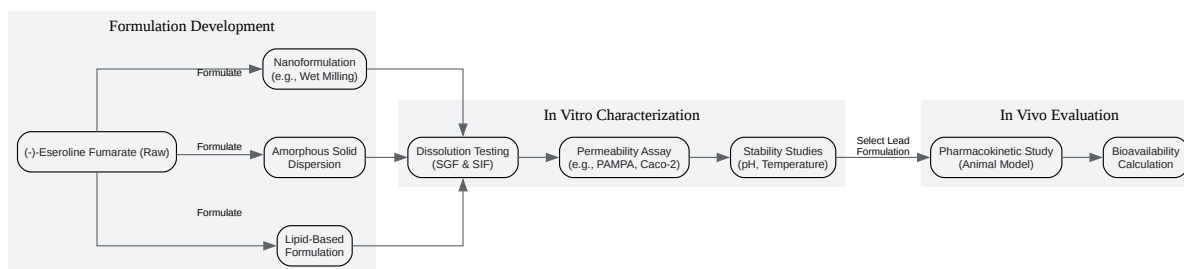 Formulation Development
Formulate
Nanoformulation
(e.g., Wet Milling)
(-)-Eseroline Fumarate (Raw)
Formulate
Amorphous Solid
Dispersion
Formulate
Lipid-Based
Formulation
In Vitro Characterization
Dissolution Testing
(SGF & SIF)
Permeability Assay
(e.g., PAMPA, Caco-2)
Stability Studies
(pH, Temperature)
Select Lead
Formulation
In Vivo Evaluation
Pharmacokinetic Study
(Animal Model)
Bioavailability
Calculation